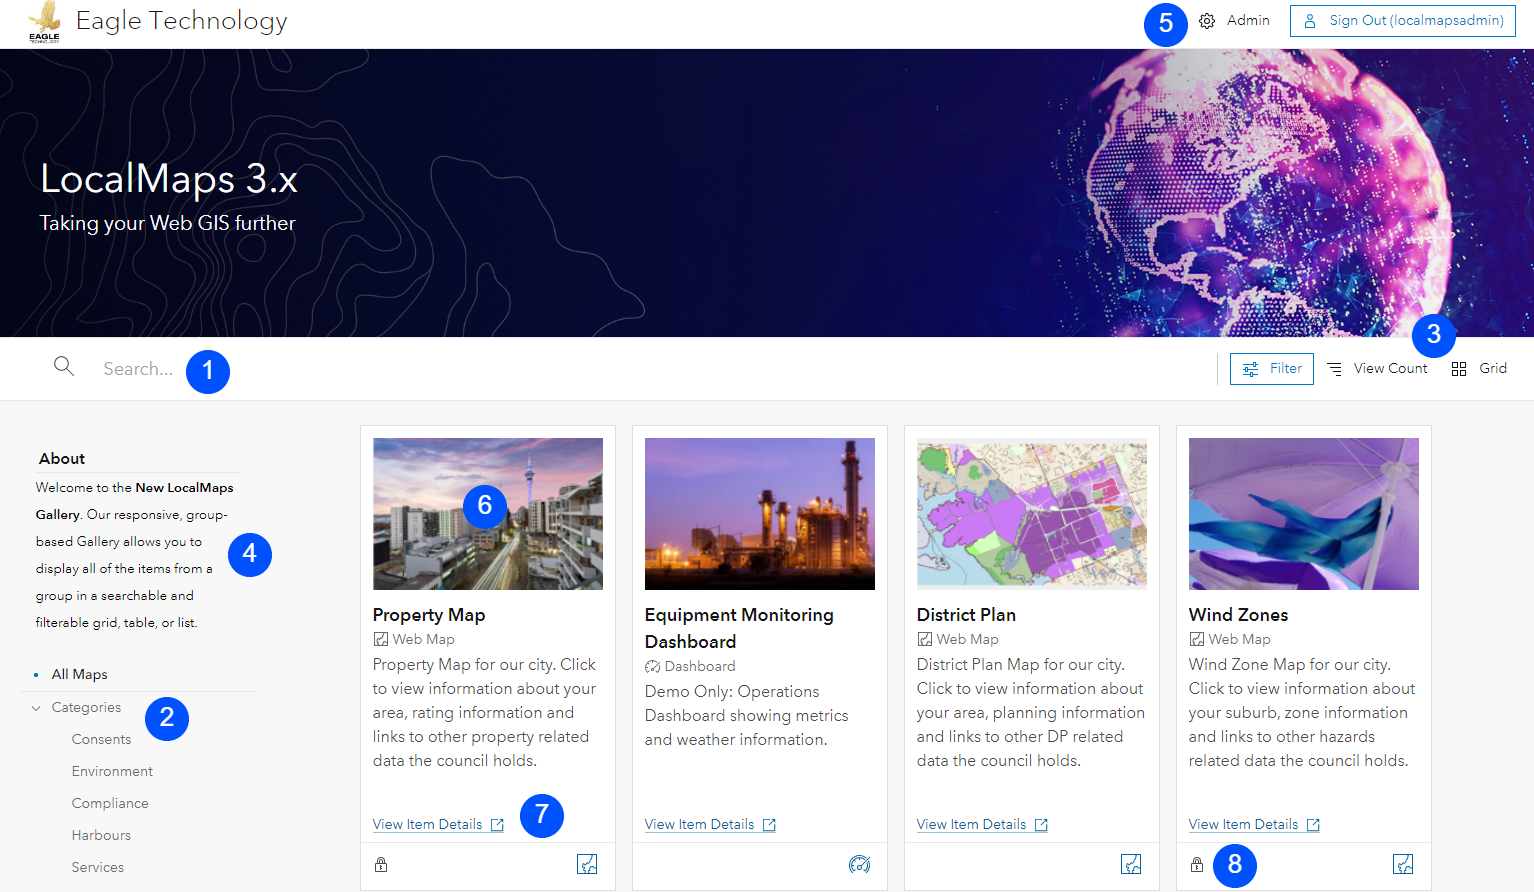 EAGLE
TECHNOLOGY
Eagle Technology
5
Admin
Sign Out (localmapsadmin)
LocalMaps 3.x
Taking your Web GIS further
3
Search...
1
Filter
View Count
Grid
About
Welcome to the New LocalMaps
Gallery. Our responsive, group-
based Gallery allows you to
display all of the items from a
group in a searchable and
filterable grid, table, or list.
4
All Maps
Categories
2
Consents
Environment
Compliance
Harbours
Services
6
Property Map
Web Map
Property Map for our city. Click
to view information about your
area, rating information and
links to other property related
data the council holds.
View Item Details
7
Equipment Monitoring
Dashboard
Dashboard
Demo Only: Operations
Dashboard showing metrics
and weather information.
View Item Details
District Plan
Web Map
District Plan Map for our city.
Click to view information about
your area, planning information
and links to other DP related
data the council holds.
View Item Details
Wind Zones
Web Map
Wind Zone Map for our city.
Click to view information about
your suburb, zone information
and links to other hazards
related data the council holds.
View Item Details
8